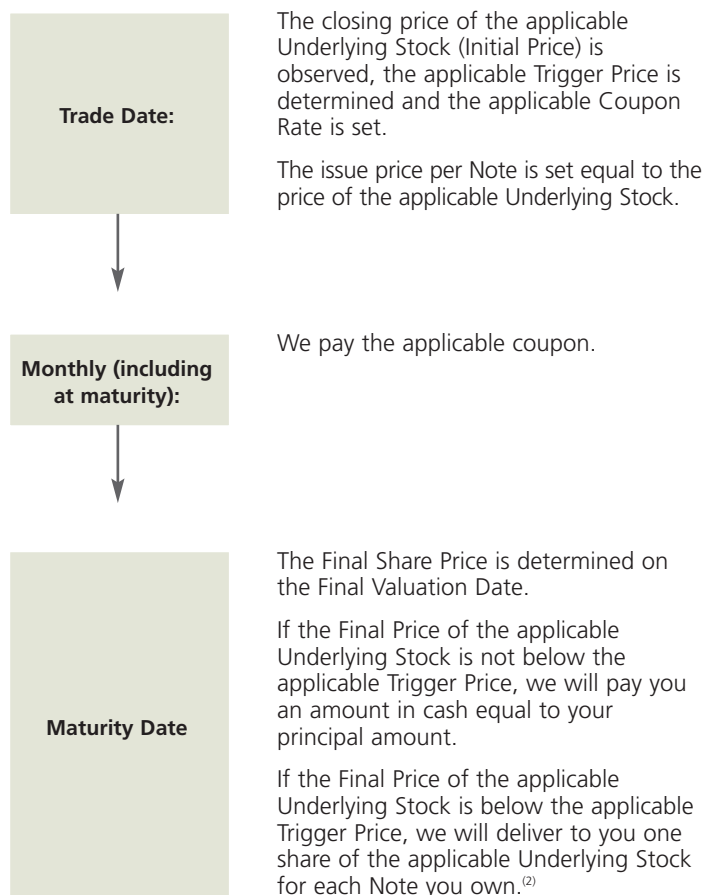 Trade Date:
The closing price of the applicable
Underlying Stock (Initial Price) is
observed, the applicable Trigger Price is
determined and the applicable Coupon
Rate is set.
The issue price per Note is set equal to the
price of the applicable Underlying Stock.
Monthly (including
at maturity):
We pay the applicable coupon.
Maturity Date
The Final Share Price is determined on
the Final Valuation Date.
If the Final Price of the applicable
Underlying Stock is not below the
applicable Trigger Price, we will pay you
an amount in cash equal to your
principal amount.
If the Final Price of the applicable
Underlying Stock is below the applicable
Trigger Price, we will deliver to you one
share of the applicable Underlying Stock
for each Note you own.(2)